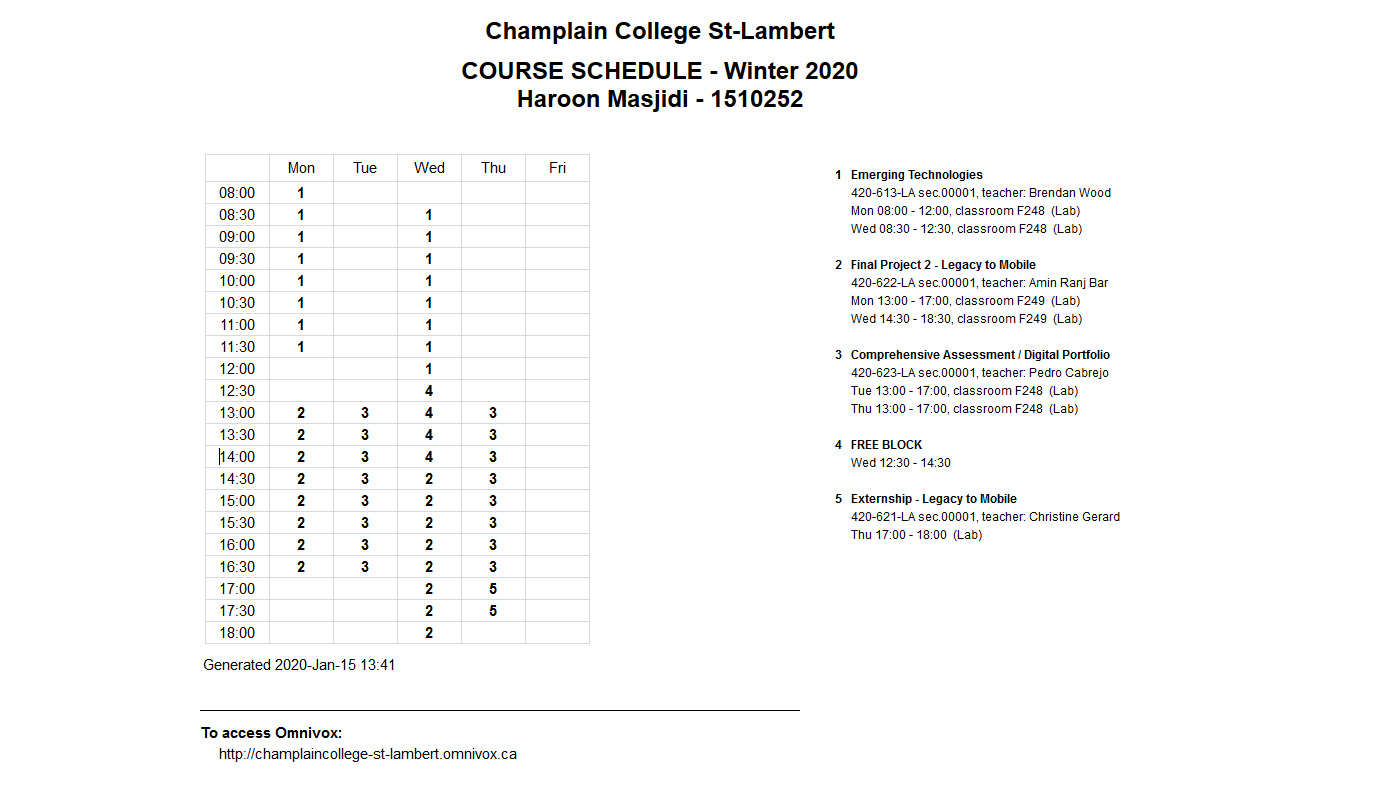 Champlain College St-Lambert
COURSE SCHEDULE - Winter 2020
Haroon Masjidi - 1510252
Mon Tue Wed Thu Fri
08:00 1
08:30 1 1
09:00 1 1
09:30 1 1
10:00 1 1
10:30 1 1
11:00 1 1
11:30 1 1
12:00 1
12:30 4
13:00 2 3 4 3
13:30 2 3 4 3
14:00 2 3 4 3
14:30 2 3 2 3
15:00 2 3 2 3
15:30 2 3 2 3
16:00 2 3 2 3
16:30 2 3 2 3
17:00 2 5
17:30 2 5
18:00 2
Generated 2020-Jan-15 13:41
1 Emerging Technologies
420-613-LA sec.00001, teacher: Brendan Wood
Mon 08:00 - 12:00, classroom F248 (Lab)
Wed 08:30 - 12:30, classroom F248 (Lab)
2 Final Project 2 - Legacy to Mobile
420-622-LA sec.00001, teacher: Amin Ranj Bar
Mon 13:00 - 17:00, classroom F249 (Lab)
Wed 14:30 - 18:30, classroom F249 (Lab)
3 Comprehensive Assessment / Digital Portfolio
420-623-LA sec.00001, teacher: Pedro Cabrejo
Tue 13:00 - 17:00, classroom F248 (Lab)
Thu 13:00 - 17:00, classroom F248 (Lab)
4 FREE BLOCK
Wed 12:30 - 14:30
5 Externship - Legacy to Mobile
420-621-LA sec.00001, teacher: Christine Gerard
Thu 17:00 - 18:00 (Lab)
To access Omnivox:
http://champlaincollege-st-lambert.omnivox.ca